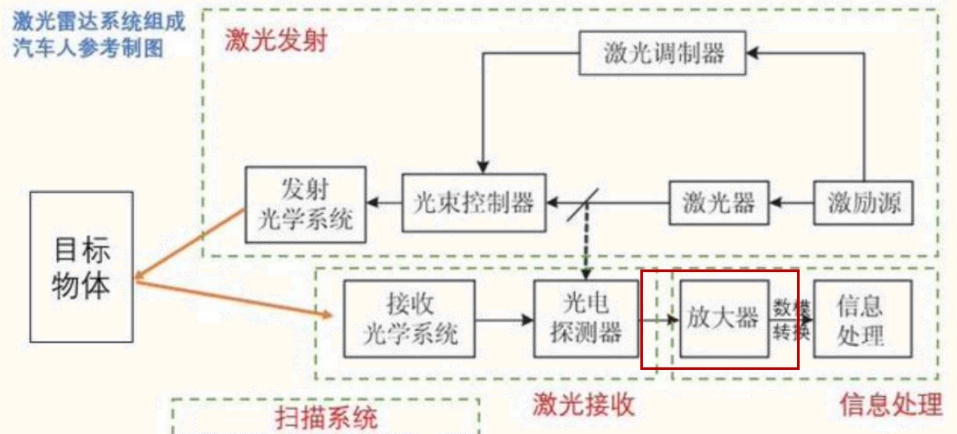 激光雷达系统组成
汽车人参考制图
激光发射
激光调制器
发射
光学系统
光束控制器
激光器
激励源
目标
物体
接收
光学系统
光电
探测器
放大器
数模
转换
信息
处理
激光接收
信息处理
扫描系统